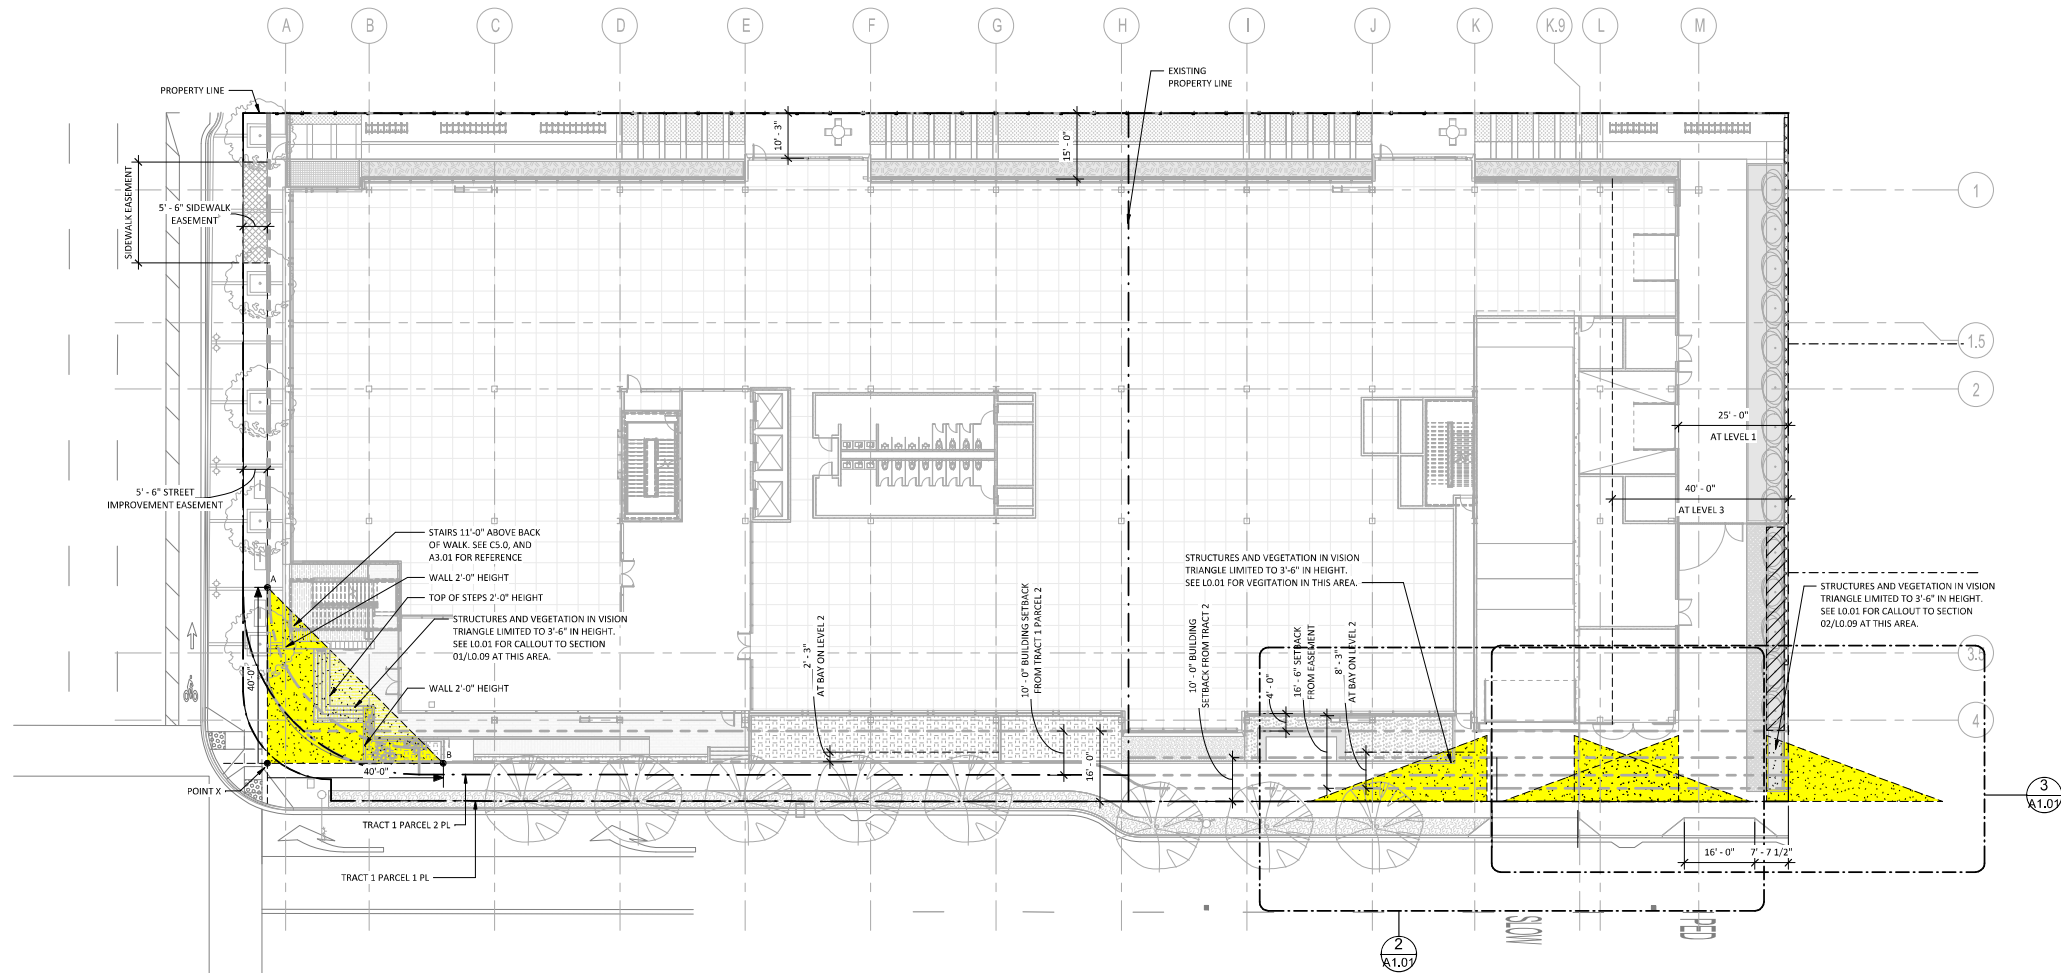 A B C D E F G H I J K K.9 L M
EXISTING
PROPERTY LINE
PROPERTY LINE
10' - 3"
15' - 0"
SIDEWALK EASEMENT
5' - 6" SIDEWALK
EASEMENT
1
1.5
2
25' - 0"
AT LEVEL 1
40' - 0"
AT LEVEL 3
5' - 6" STREET
IMPROVEMENT EASEMENT
STAIRS 11'-0" ABOVE BACK
OF WALK. SEE C5.0, AND
A3.01 FOR REFERENCE
WALL 2'-0" HEIGHT
TOP OF STEPS 2'-0" HEIGHT
STRUCTURES AND VEGETATION IN VISION
TRIANGLE LIMITED TO 3'-6" IN HEIGHT.
SEE L0.01 FOR CALLOUT TO SECTION
01/L0.09 AT THIS AREA.
WALL 2'-0" HEIGHT
A
B
40'-0"
40'-0"
POINT X
TRACT 1 PARCEL 2 PL
TRACT 1 PARCEL 1 PL
2' - 3"
AT BAY ON LEVEL 2
10' - 0" BUILDING SETBACK
FROM TRACT 1 PARCEL 2
16' - 0"
STRUCTURES AND VEGETATION IN VISION
TRIANGLE LIMITED TO 3'-6" IN HEIGHT.
SEE L0.01 FOR VEGITATION IN THIS AREA.
10' - 0" BUILDING
SETBACK FROM TRACT 2
4' - 0"
16' - 6" SETBACK
FROM EASEMENT
8' - 3"
AT BAY ON LEVEL 2
STRUCTURES AND VEGETATION IN VISION
TRIANGLE LIMITED TO 3'-6" IN HEIGHT.
SEE L0.01 FOR CALLOUT TO SECTION
02/L0.09 AT THIS AREA.
3.5
4
3
A1.01
16' - 0"
7' - 7 1/2"
SLOW
PED
2
A1.01